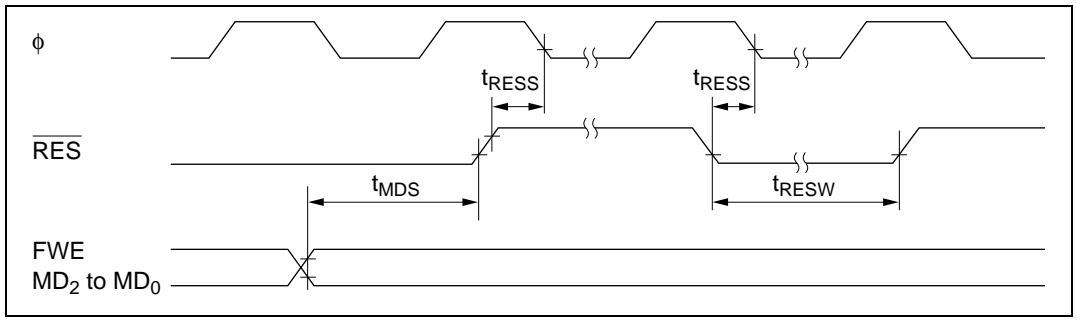 ϕ
tRESS
tRESS
RES
tMDS
tRESW
FWE
MD2 to MD0